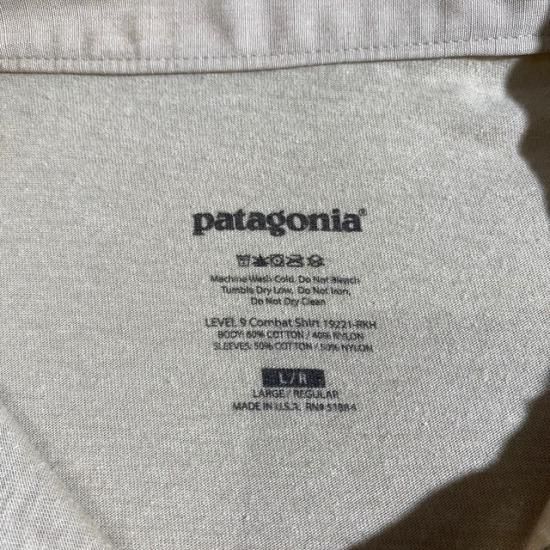 patagonia®
Machine Wash Cold, Do Not Bleach
Tumble Dry Low, Do Not Iron,
Do Not Dry Clean
LEVEL 9 Combat Shirt 19221-RKH
BODY: 60% COTTON / 40% NYLON
SLEEVES: 50% COTTON / 50% NYLON
L/R
LARGE / REGULAR
MADE IN U.S.A. RN# 51884